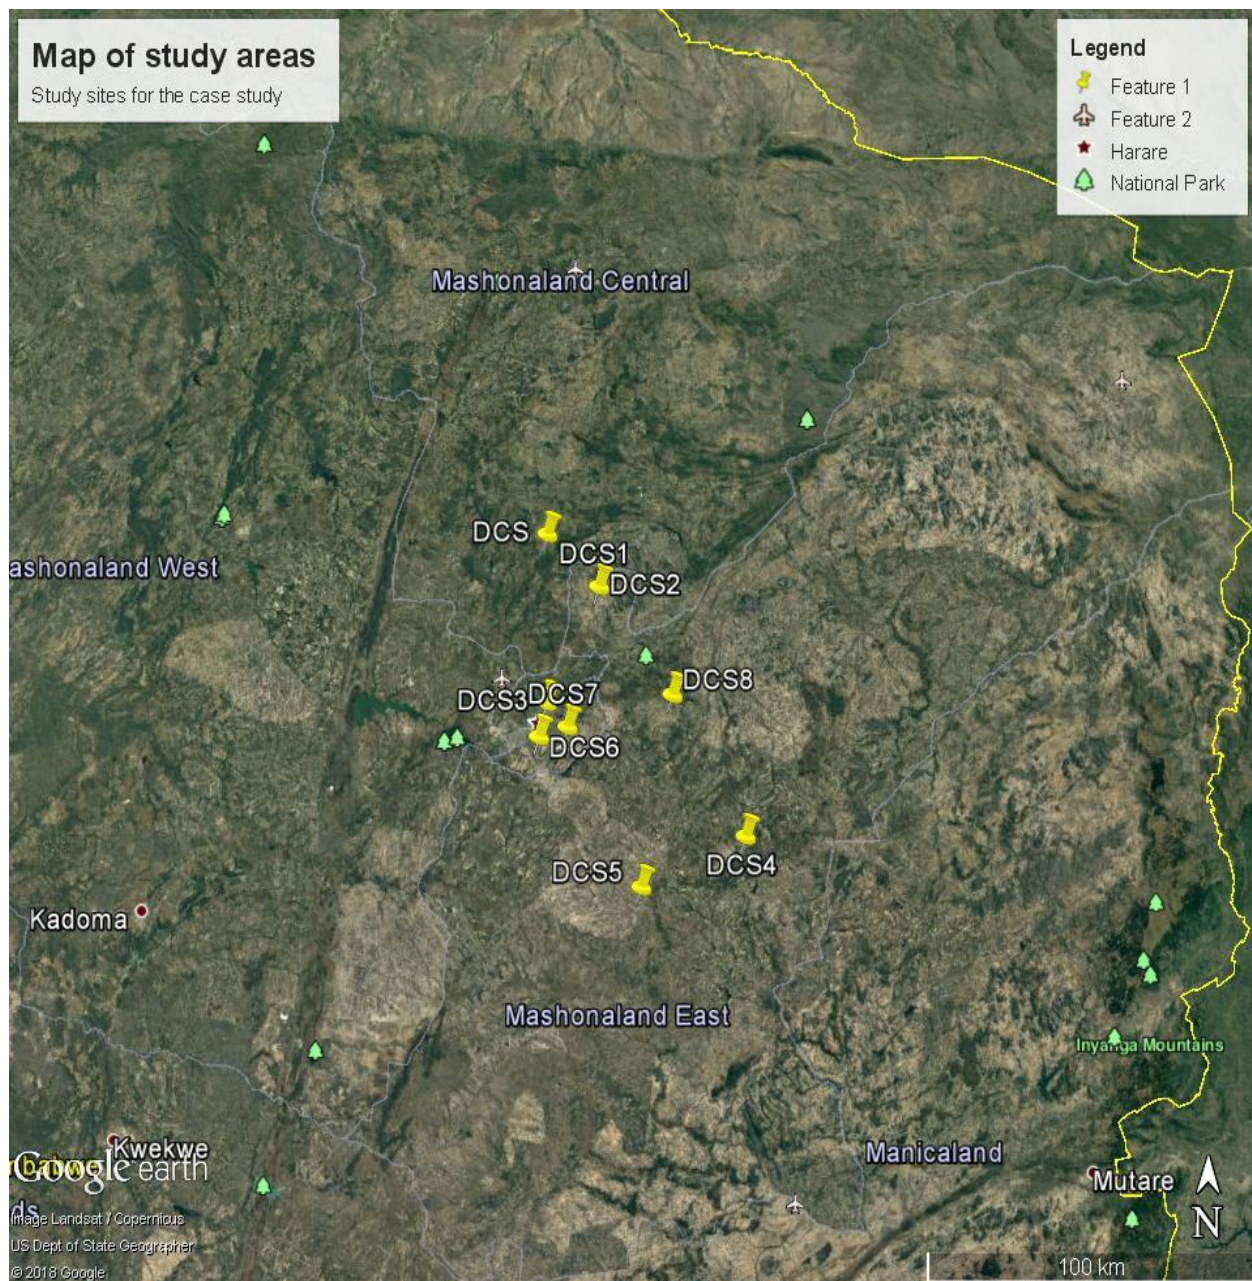 Map of study areas
Study sites for the case study
Legend
Feature 1
Feature 2
Harare
National Park
Mashonaland Central
DCS
DCS1
ashonaland West
DCS2
DCS8
DCS3
DCS7
DCS6
DCS4
DCS5
Kadoma
Mashonaland East
Inyanga Mountains
Kwekwe
Manicaland
Google earth
Mutare
ds
Image Landsat / Copernicus
US Dept of State Geographer
© 2018 Google
N
100 km